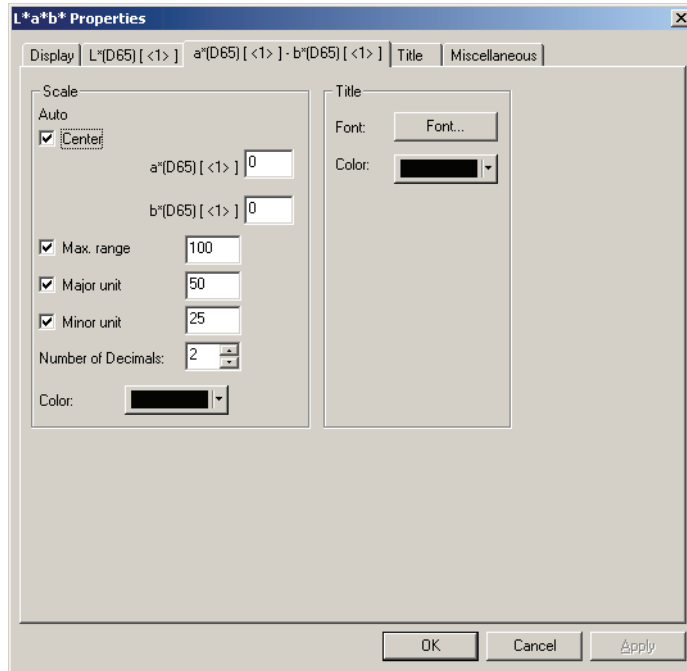 L*a*b* Properties
Display L*(D65) [ <1> ] a*(D65) [ <1> ] - b*(D65) [ <1> ] Title Miscellaneous
Scale
Auto
Center
a*(D65) [ <1> ] 0
b*(D65) [ <1> ] 0
Max. range 100
Major unit 50
Minor unit 25
Number of Decimals: 2
Color:
Title
Font: Font...
Color:
OK Cancel Apply